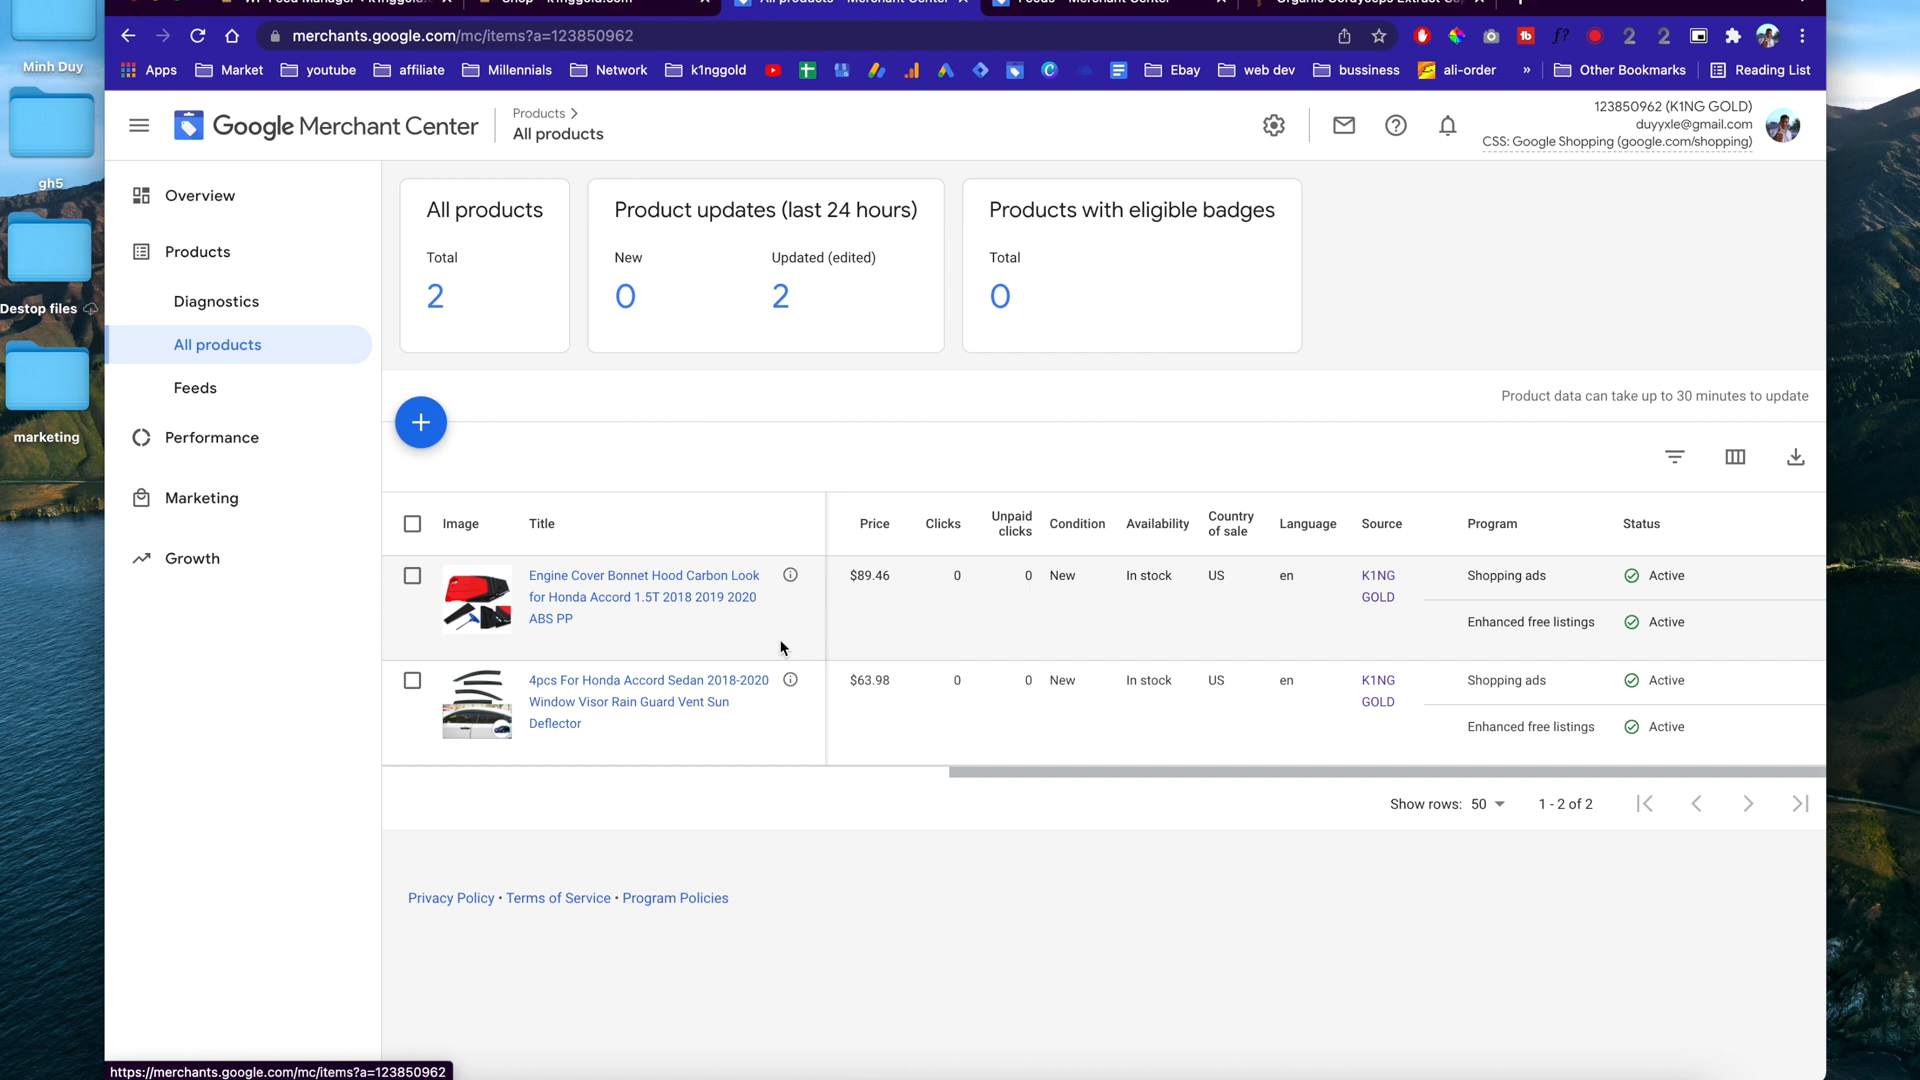 Minh Duy
gh5
Destop files
marketing
All products - Merchant Center
merchants.google.com/mc/items?a=123850962
Apps
Market
youtube
affiliate
Millennials
Network
k1nggold
Ebay
web dev
bussiness
ali-order
»
Other Bookmarks
Reading List
Google Merchant Center
Products
All products
123850962 (K1NG GOLD)
duyyxle@gmail.com
CSS: Google Shopping (google.com/shopping)
Overview
Products
Diagnostics
All products
Feeds
Performance
Marketing
Growth
All products
Total
2
Product updates (last 24 hours)
New
0
Updated (edited)
2
Products with eligible badges
Total
0
Product data can take up to 30 minutes to update
Image Title Price Clicks Unpaid clicks Condition Availability Country of sale Language Source Program Status
Engine Cover Bonnet Hood Carbon Look
for Honda Accord 1.5T 2018 2019 2020
ABS PP
$89.46 0 0 New In stock US en K1NG GOLD
Shopping ads Active
Enhanced free listings Active
4pcs For Honda Accord Sedan 2018-2020
Window Visor Rain Guard Vent Sun
Deflector
$63.98 0 0 New In stock US en K1NG GOLD
Shopping ads Active
Enhanced free listings Active
Show rows: 50 1 - 2 of 2
Privacy Policy • Terms of Service • Program Policies
https://merchants.google.com/mc/items?a=123850962